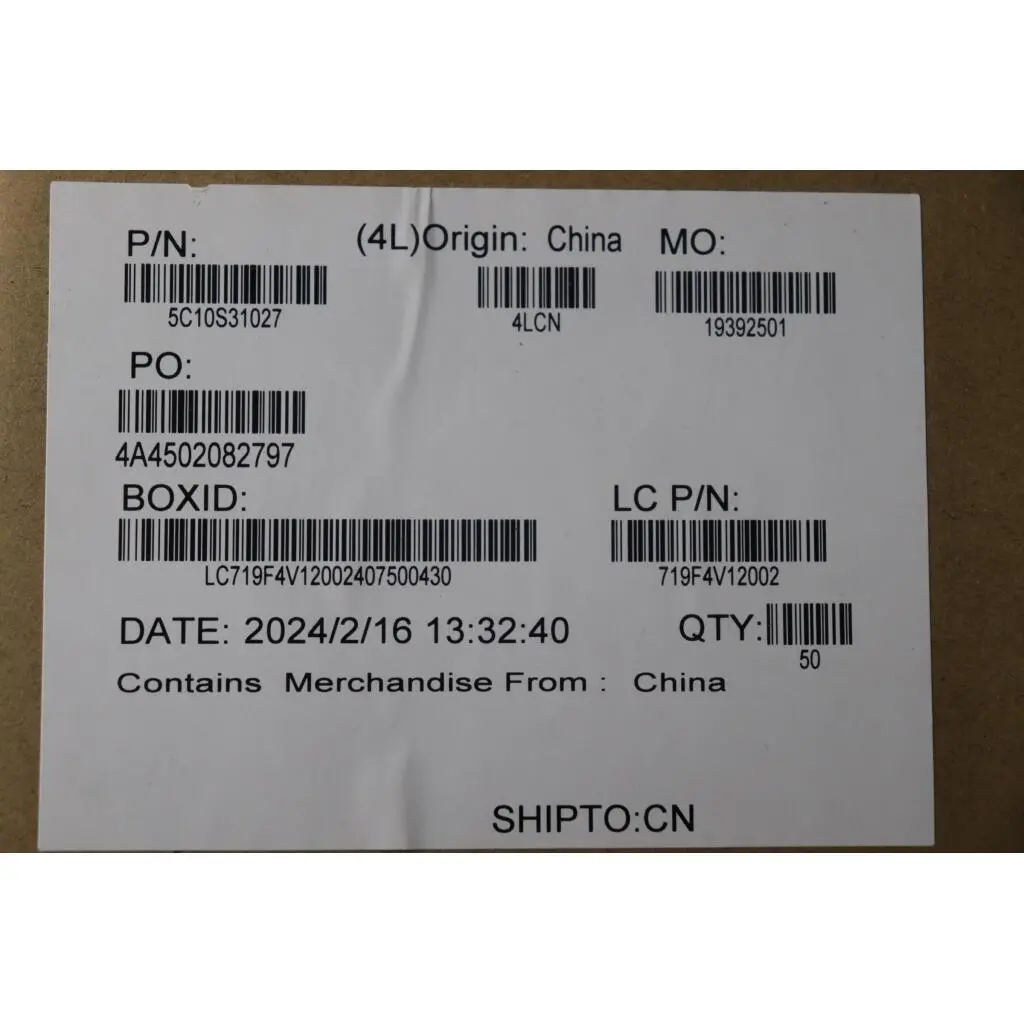 P/N: (4L)Origin: China MO:
5C10S31027 4LCN 19392501
PO:
4A4502082797
BOXID: LC P/N:
LC719F4V12002407500430 719F4V12002
DATE: 2024/2/16 13:32:40 QTY:
50
Contains Merchandise From : China
SHIPTO:CN